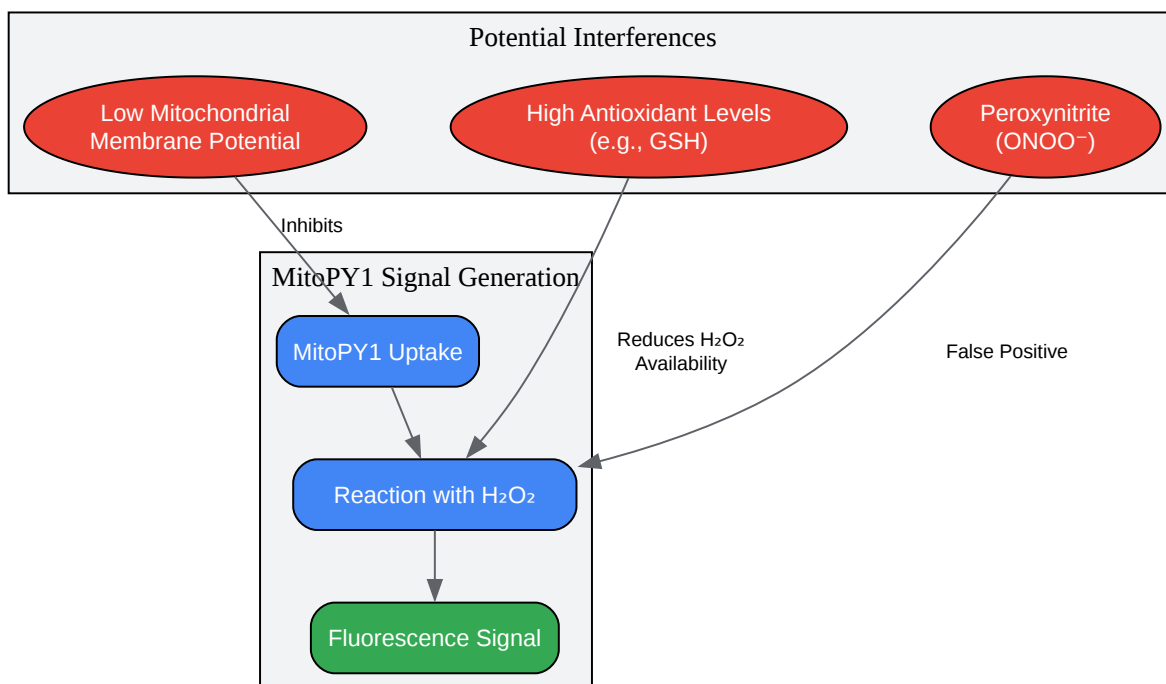 Potential Interferences
Low Mitochondrial
Membrane Potential
High Antioxidant Levels
(e.g., GSH)
Peroxynitrite
(ONOO⁻)
Inhibits
MitoPY1 Signal Generation
MitoPY1 Uptake
Reduces H₂O₂
Availability
False Positive
Reaction with H₂O₂
Fluorescence Signal